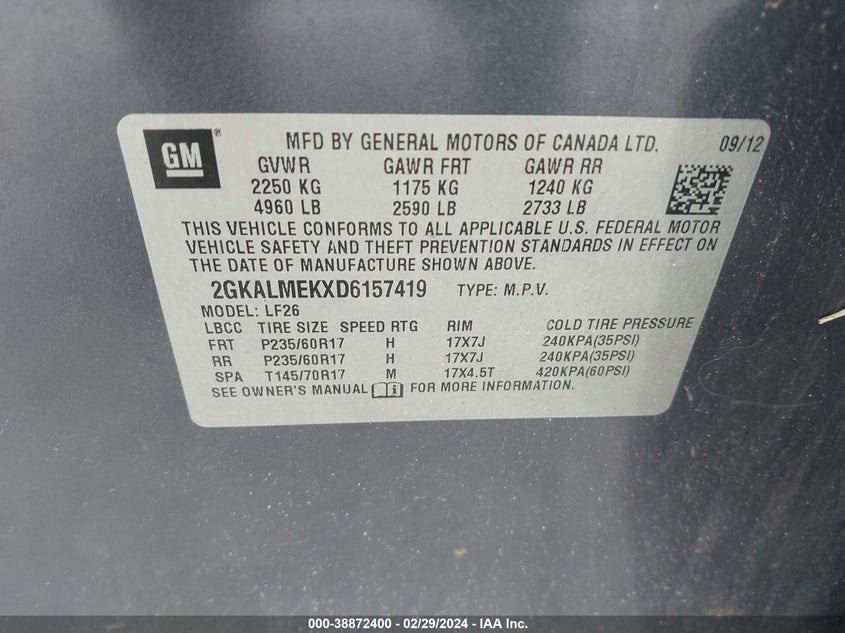 GM ® MFD BY GENERAL MOTORS OF CANADA LTD. 09/12
GVWR GAWR FRT GAWR RR
2250 KG 1175 KG 1240 KG
4960 LB 2590 LB 2733 LB
THIS VEHICLE CONFORMS TO ALL APPLICABLE U.S. FEDERAL MOTOR
VEHICLE SAFETY AND THEFT PREVENTION STANDARDS IN EFFECT ON
THE DATE OF MANUFACTURE SHOWN ABOVE.
2GKALMEKXD6157419 TYPE: M.P.V.
MODEL: LF26
LBCC TIRE SIZE SPEED RTG RIM COLD TIRE PRESSURE
FRT P235/60R17 H 17X7J 240KPA(35PSI)
RR P235/60R17 H 17X7J 240KPA(35PSI)
SPA T145/70R17 M 17X4.5T 420KPA(60PSI)
SEE OWNER'S MANUAL i FOR MORE INFORMATION.
000-38872400 - 02/29/2024 - IAA Inc.